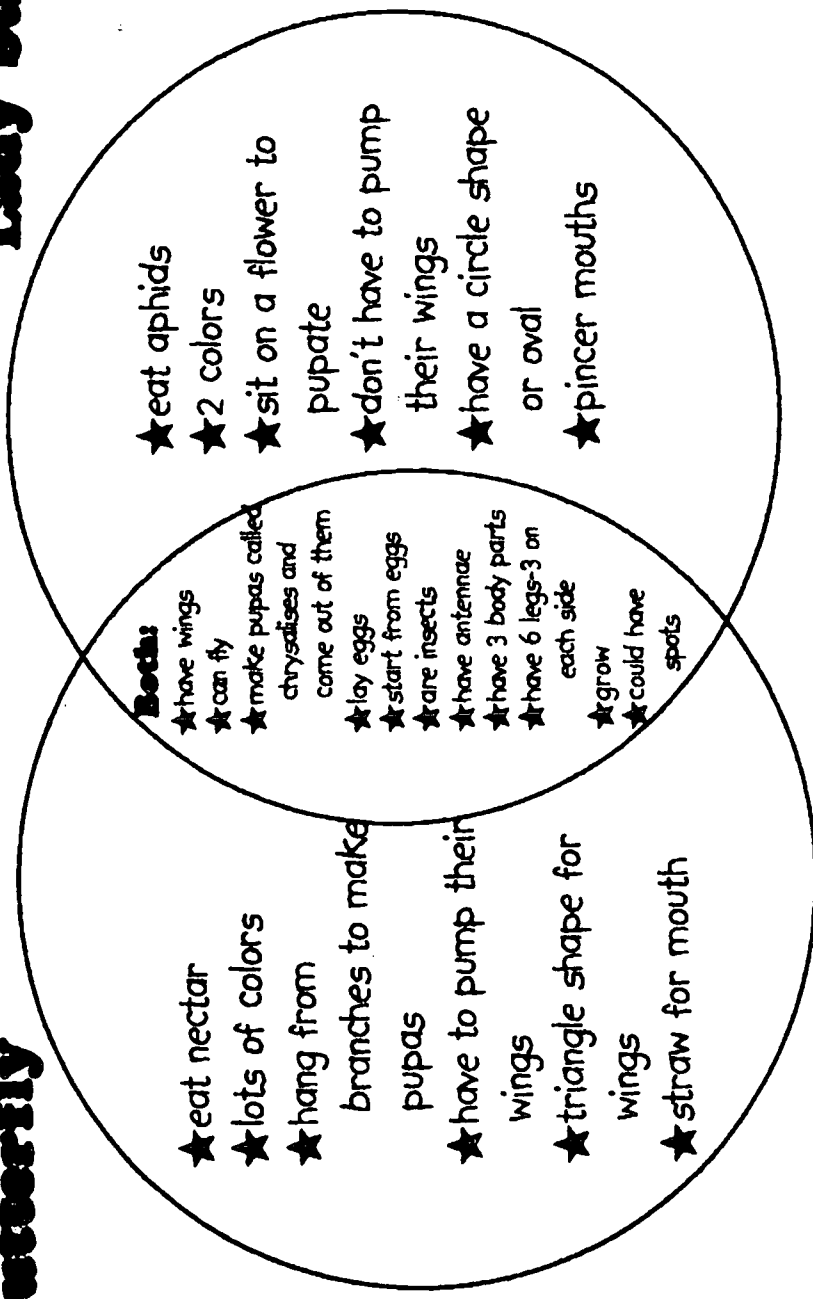 utterfly
Lady Bu
★eat nectar
★lots of colors
★hang from
branches to make
pupas
★have to pump their
wings
★triangle shape for
wings
★straw for mouth
Both:
★have wings
★can fly
★make pupas called
chrysalises and
come out of them
★lay eggs
★start from eggs
★are insects
★have antennae
★have 3 body parts
★have 6 legs-3 on
each side
★grow
★could have
spots
★eat aphids
★2 colors
★sit on a flower to
pupate
★don't have to pump
their wings
★have a circle shape
or oval
★pincer mouths